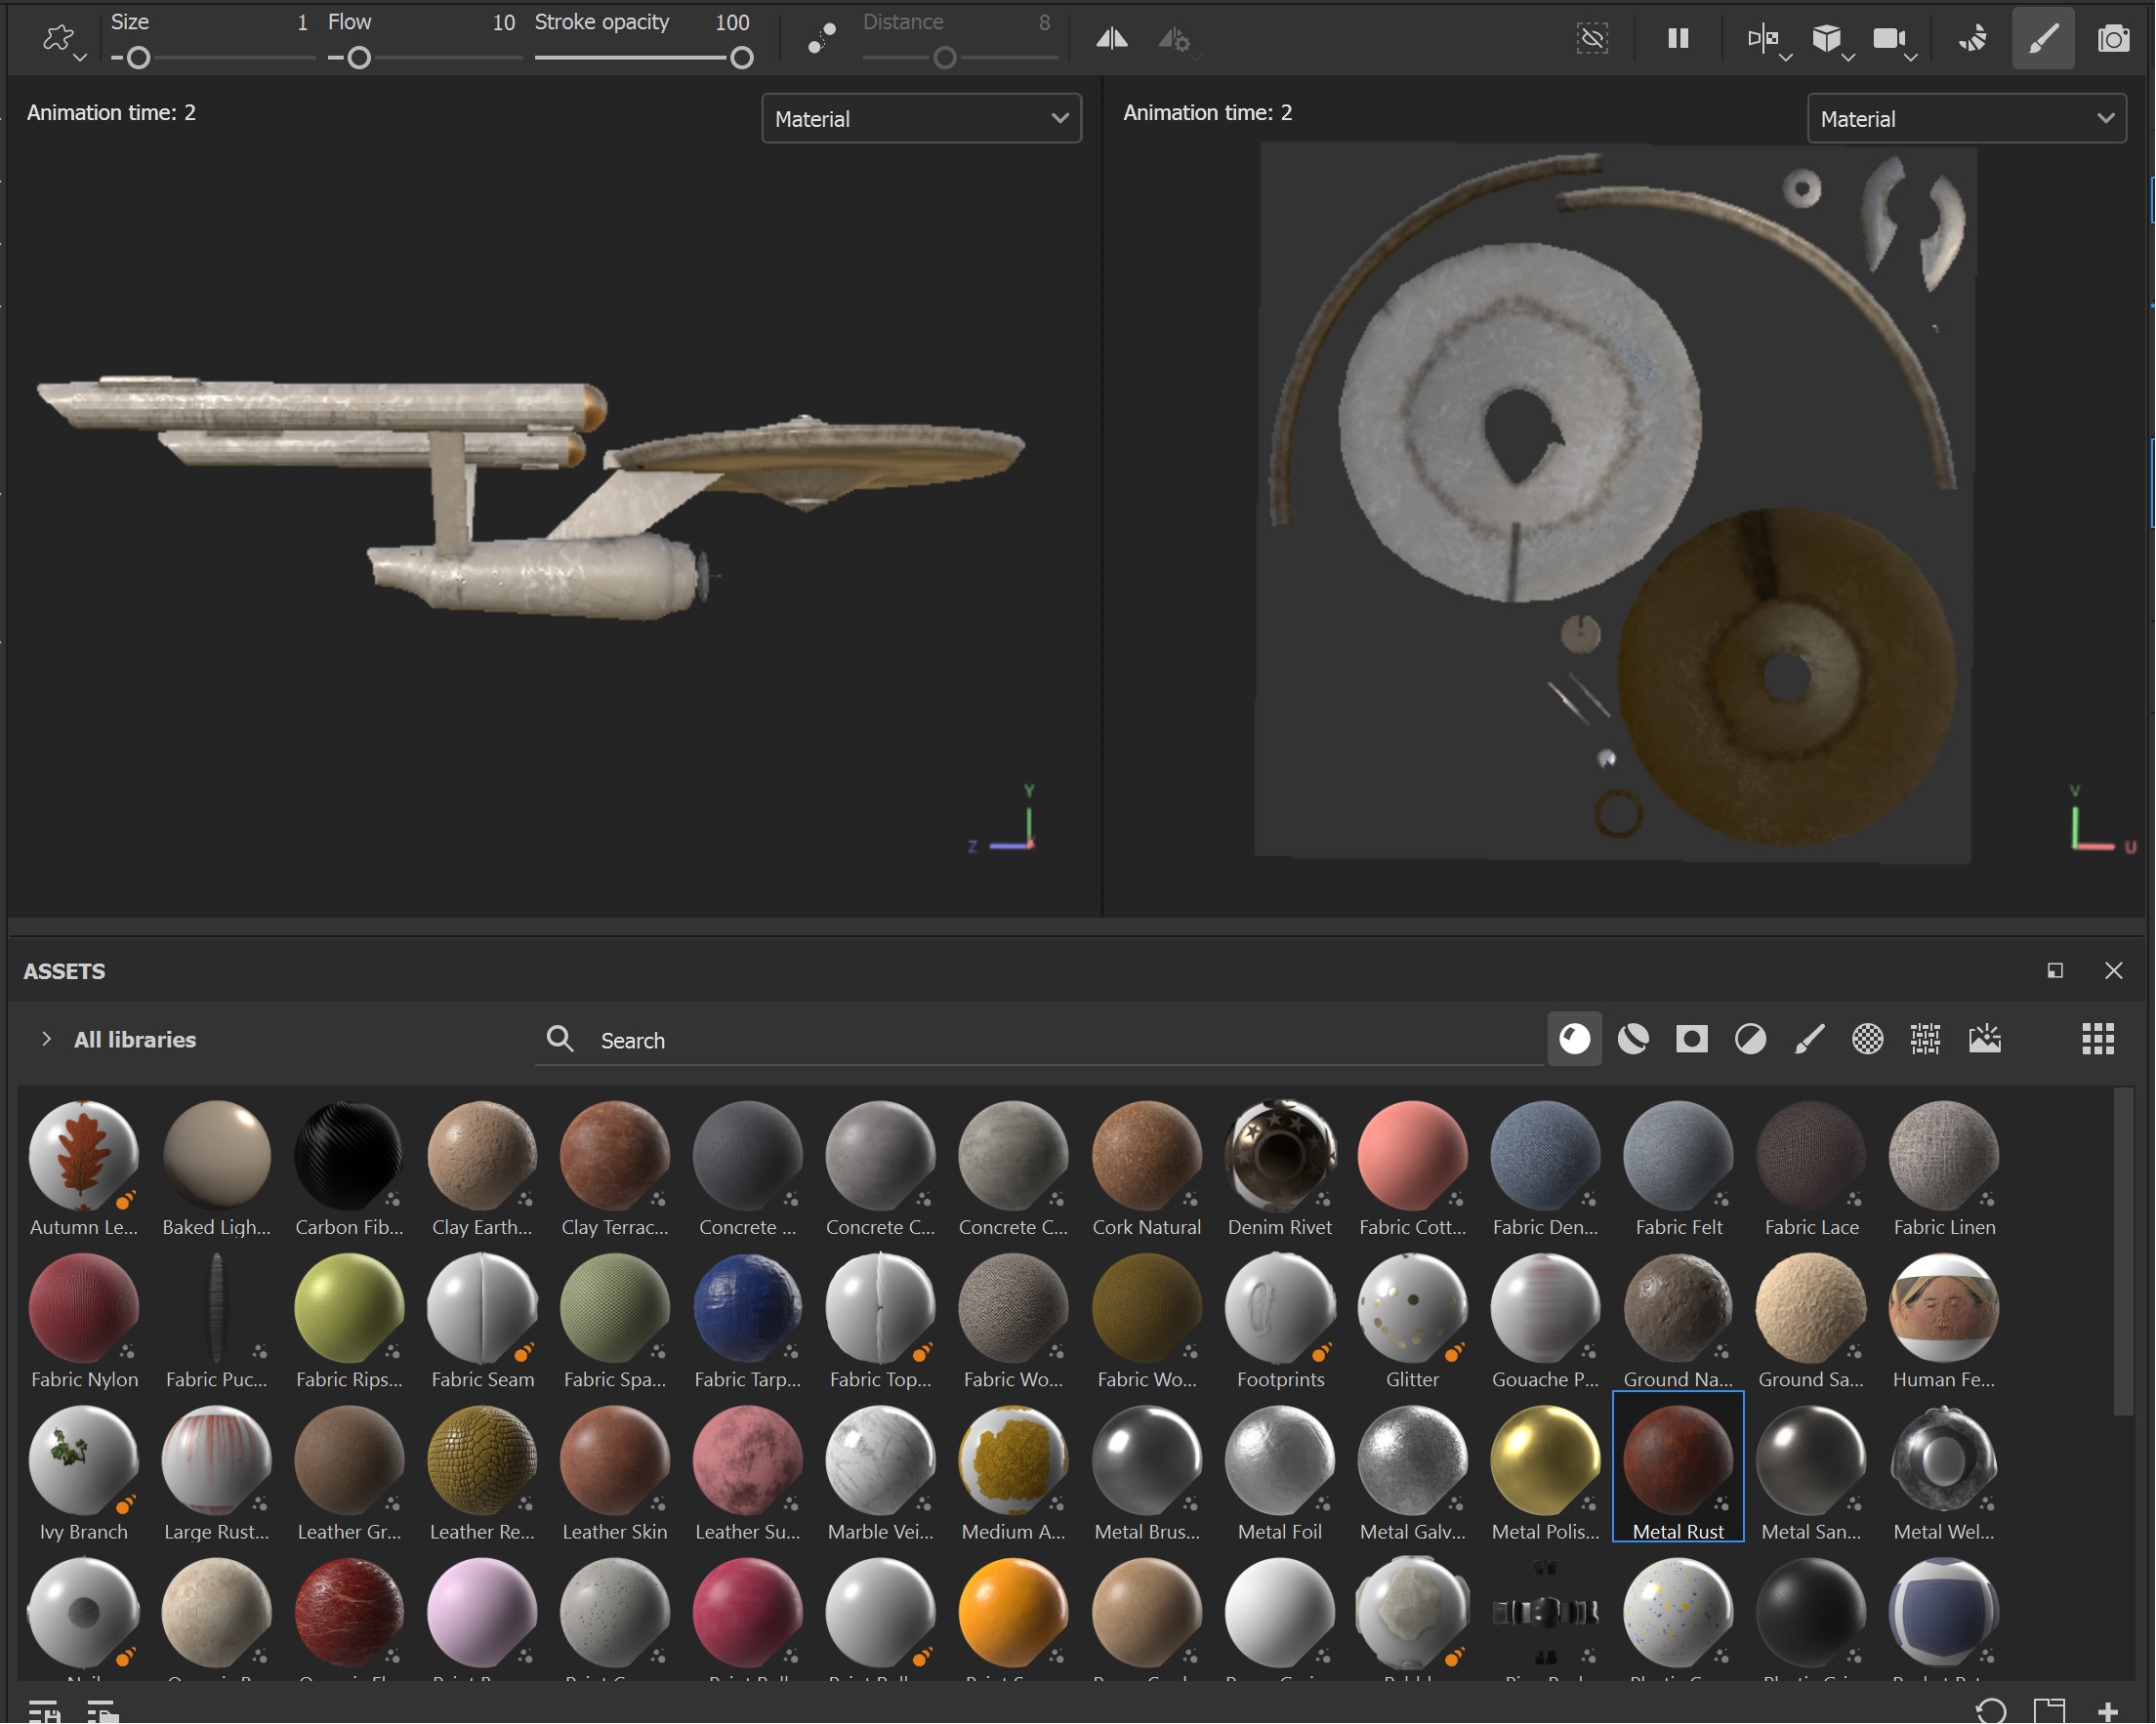 Size 1 Flow 10 Stroke opacity 100 Distance 8
Animation time: 2
Material
Animation time: 2
Material
Y
Z
V
U
ASSETS
All libraries
Search
Autumn Le... Baked Ligh... Carbon Fib... Clay Earth... Clay Terrac... Concrete ... Concrete C... Concrete C... Cork Natural Denim Rivet Fabric Cott... Fabric Den... Fabric Felt Fabric Lace Fabric Linen
Fabric Nylon Fabric Puc... Fabric Rips... Fabric Seam Fabric Spa... Fabric Tarp... Fabric Top... Fabric Wo... Fabric Wo... Footprints Glitter Gouache P... Ground Na... Ground Sa... Human Fe...
Ivy Branch Large Rust... Leather Gr... Leather Re... Leather Skin Leather Su... Marble Vei... Medium A... Metal Brus... Metal Foil Metal Galv... Metal Polis... Metal Rust Metal San... Metal Wel...